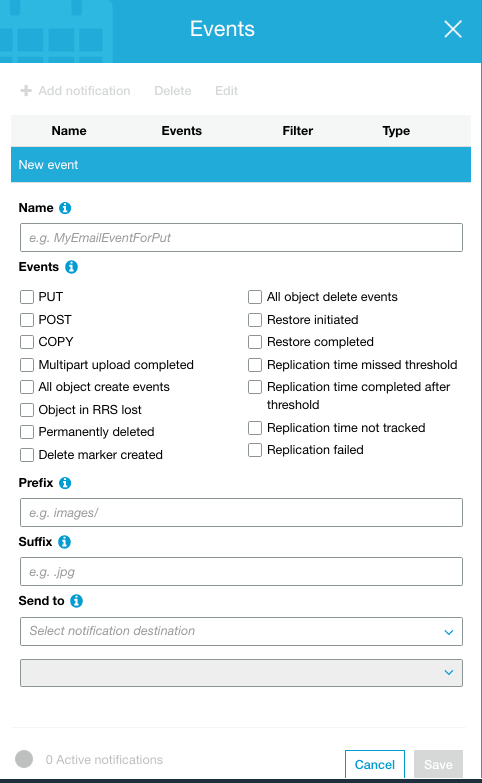 Events
Add notification Delete Edit
Name Events Filter Type
New event
Name
e.g. MyEmailEventForPut
Events
PUT
POST
COPY
Multipart upload completed
All object create events
Object in RRS lost
Permanently deleted
Delete marker created
All object delete events
Restore initiated
Restore completed
Replication time missed threshold
Replication time completed after
threshold
Replication time not tracked
Replication failed
Prefix
e.g. images/
Suffix
e.g. .jpg
Send to
Select notification destination
0 Active notifications
Cancel Save